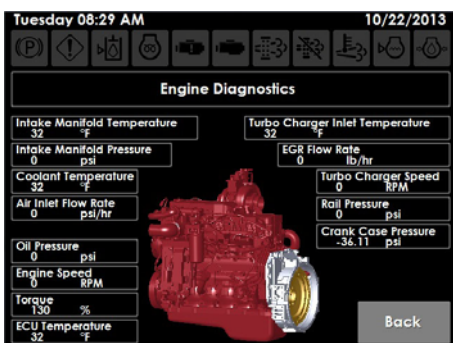 Tuesday 08:29 AM 10/22/2013
(P)
Engine Diagnostics
Intake Manifold Temperature
32 °F
Turbo Charger Inlet Temperature
32 °F
Intake Manifold Pressure
0 psi
EGR Flow Rate
0 lb/hr
Coolant Temperature
32 °F
Turbo Charger Speed
0 RPM
Air Inlet Flow Rate
0 psi/hr
Rail Pressure
0 psi
Crank Case Pressure
-36.11 psi
Oil Pressure
0 psi
Engine Speed
0 RPM
Torque
130 %
ECU Temperature
32 °F
Back